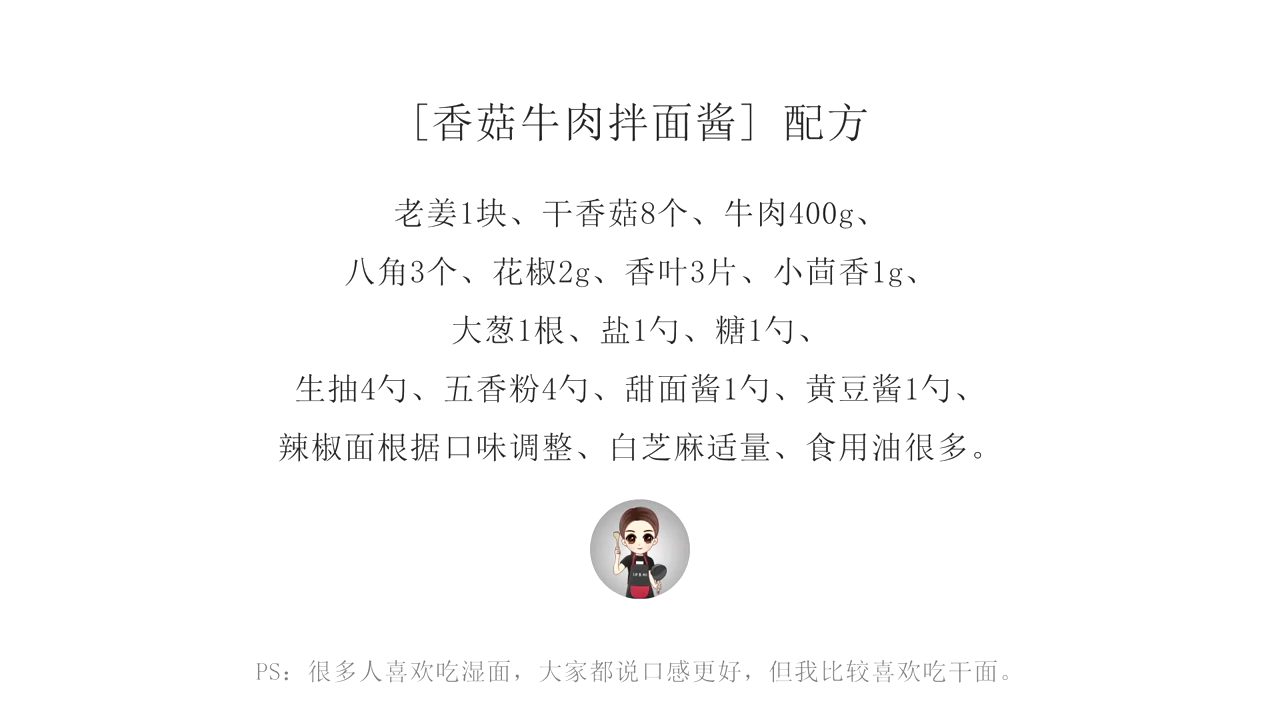 [香菇牛肉拌面酱] 配方
老姜1块、干香菇8个、牛肉400g、
八角3个、花椒2g、香叶3片、小茴香1g、
大葱1根、盐1勺、糖1勺、
生抽4勺、五香粉4勺、甜面酱1勺、黄豆酱1勺、
辣椒面根据口味调整、白芝麻适量、食用油很多。
PS：很多人喜欢吃湿面，大家都说口感更好，但我比较喜欢吃干面。